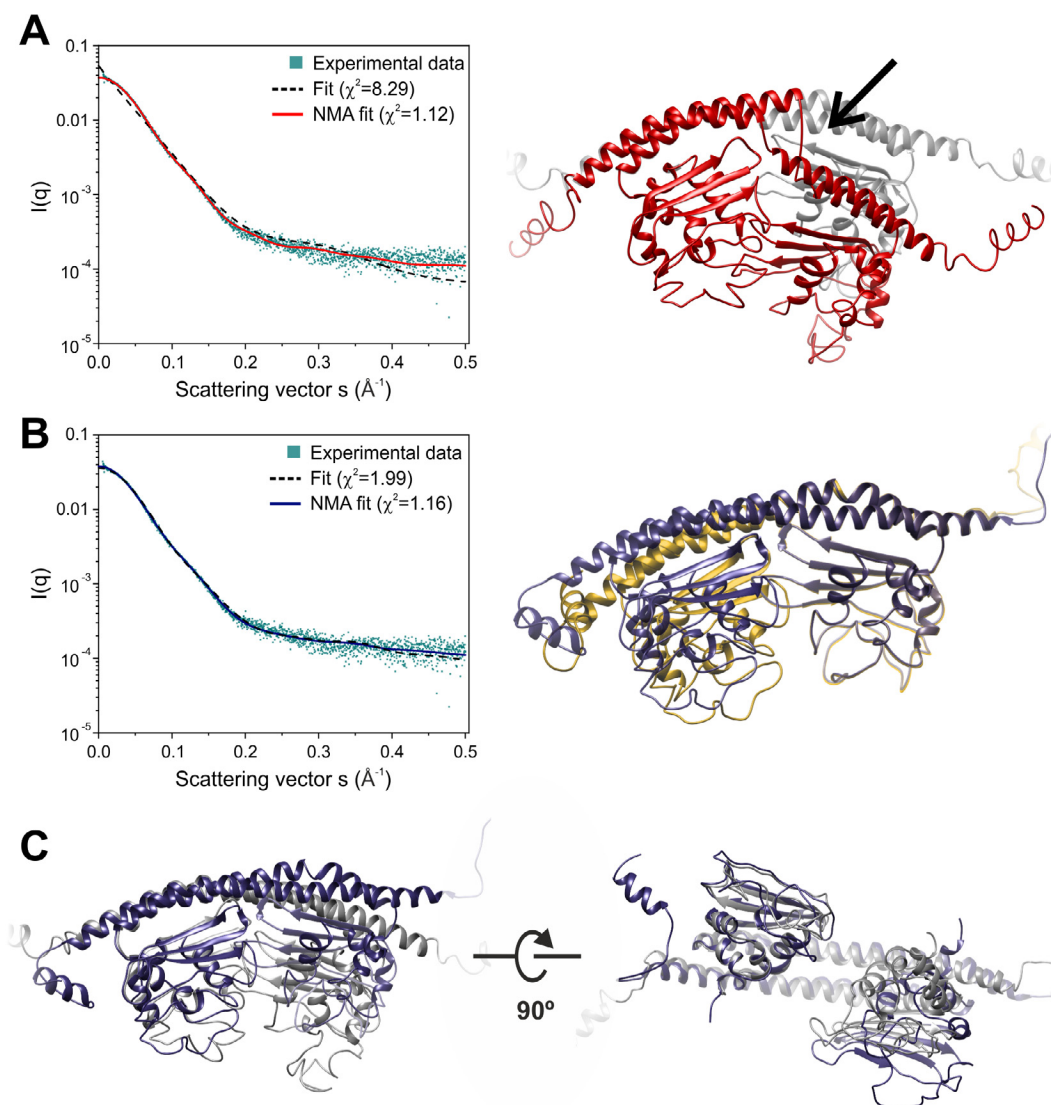 A
0.1
0.01
10⁻³
10⁻⁴
10⁻⁵
I(q)
Experimental data
Fit (χ²=8.29)
NMA fit (χ²=1.12)
0.0 0.1 0.2 0.3 0.4 0.5
Scattering vector s (Å⁻¹)
B
0.1
0.01
10⁻³
10⁻⁴
10⁻⁵
I(q)
Experimental data
Fit (χ²=1.99)
NMA fit (χ²=1.16)
0.0 0.1 0.2 0.3 0.4 0.5
Scattering vector s (Å⁻¹)
C
90º